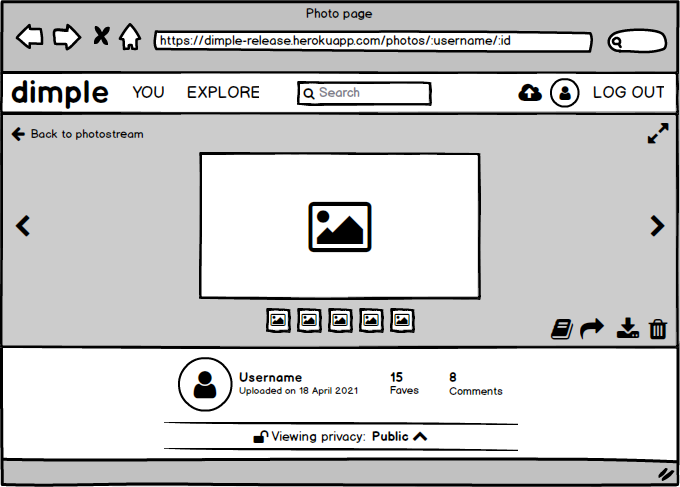 Photo page
https://dimple-release.herokuapp.com/photos/:username/:id
dimple YOU EXPLORE Search LOG OUT
Back to photostream
Username 15 8
Uploaded on 18 April 2021 Faves Comments
Viewing privacy: Public